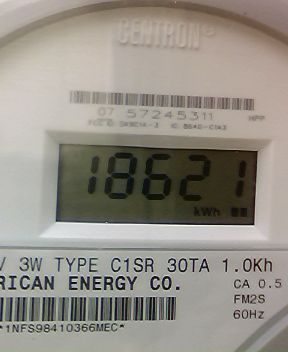 CENTRON®
07 57245311 HPP
18621
kWh
V 3W TYPE C1SR 30TA 1.0Kh
RICAN ENERGY CO. CA 0.5
FM2S
60Hz
*1NFS98410366MEC*